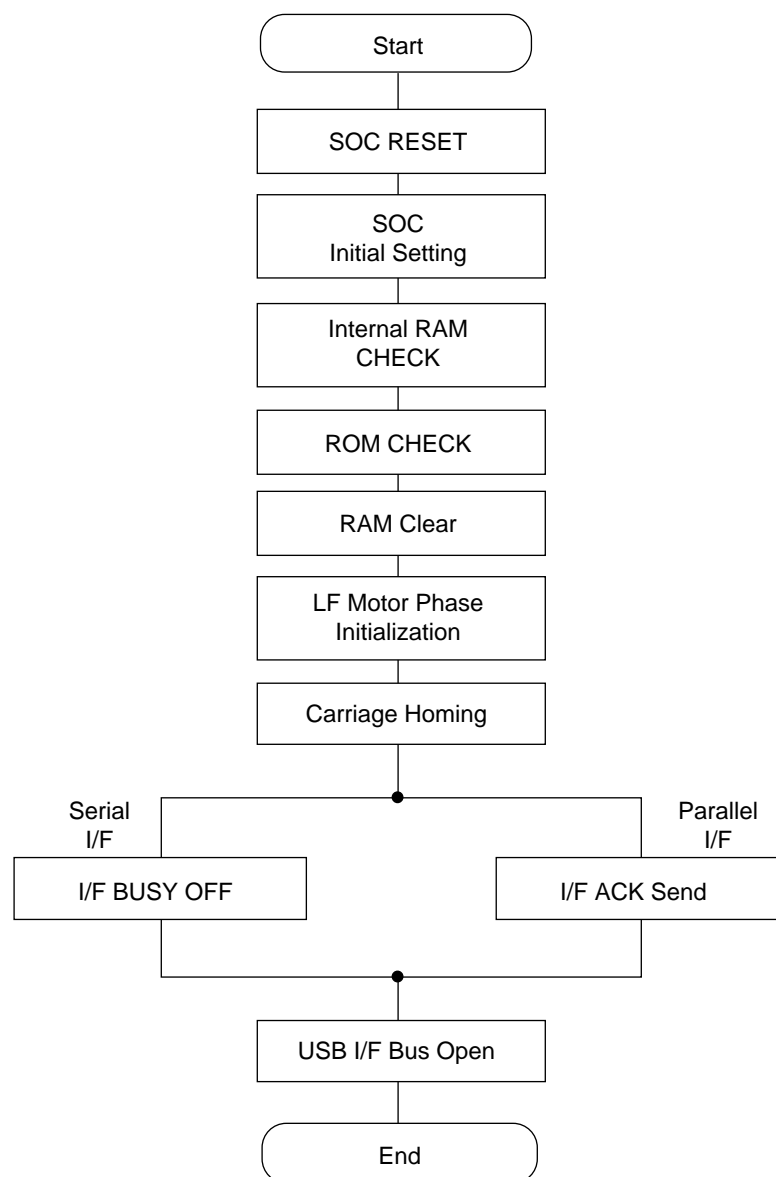 Start
SOC RESET
SOC
Initial Setting
Internal RAM
CHECK
ROM CHECK
RAM Clear
LF Motor Phase
Initialization
Carriage Homing
Serial
I/F
Parallel
I/F
I/F BUSY OFF
I/F ACK Send
USB I/F Bus Open
End